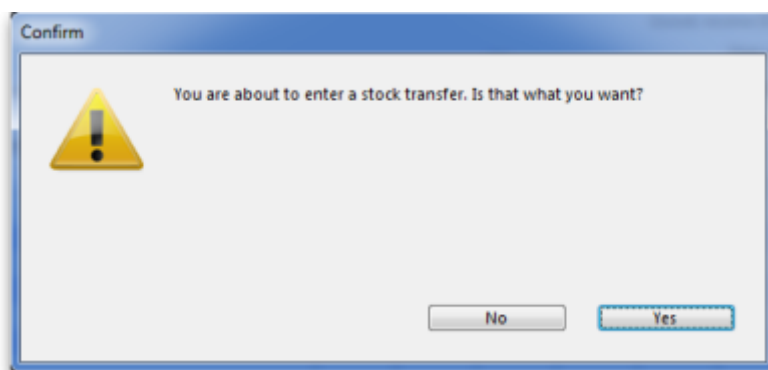 Confirm
You are about to enter a stock transfer. Is that what you want?
No
Yes